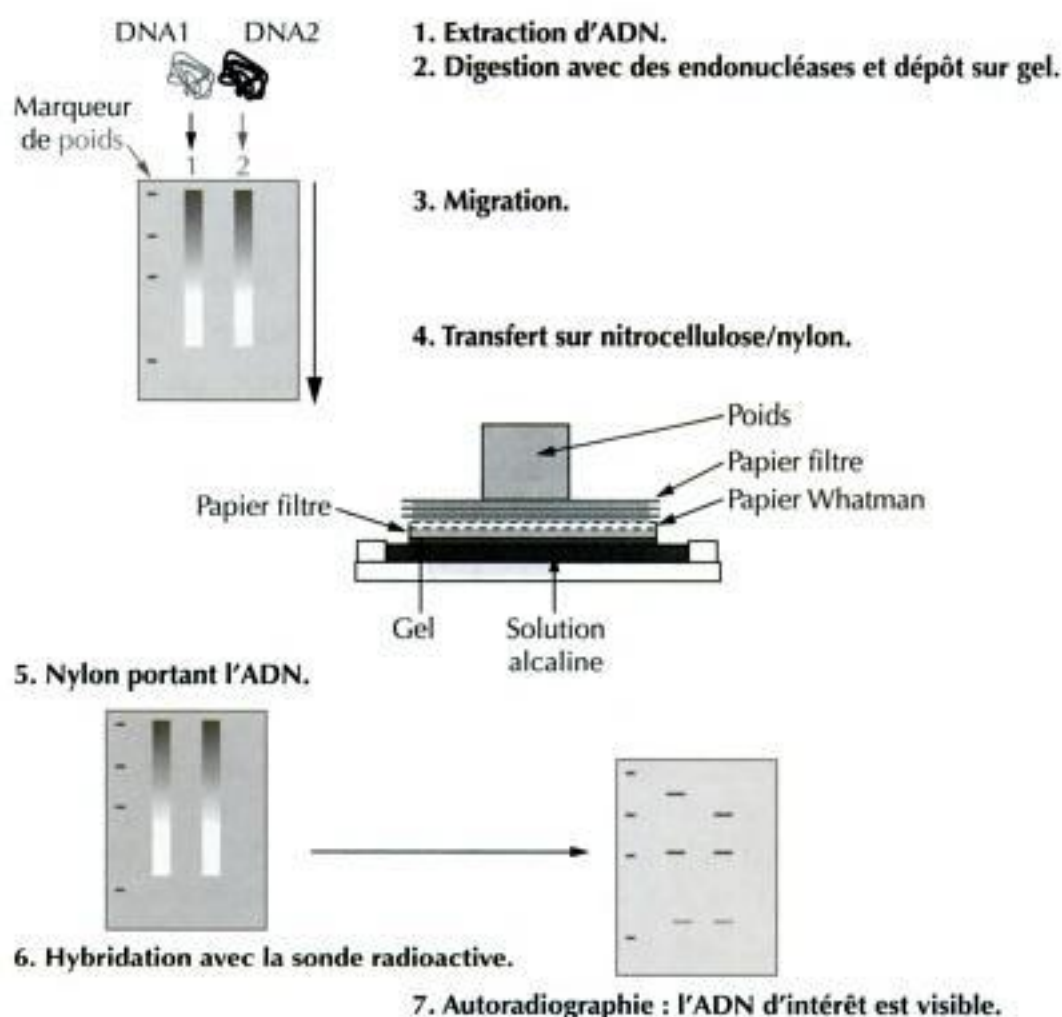 DNA1 DNA2
1. Extraction d'ADN.
2. Digestion avec des endonucléases et dépôt sur gel.
Marqueur
de poids
1 2
3. Migration.
4. Transfert sur nitrocellulose/nylon.
Poids
Papier filtre
Papier filtre
Papier Whatman
Gel
Solution
alcaline
5. Nylon portant l'ADN.
6. Hybridation avec la sonde radioactive.
7. Autoradiographie : l'ADN d'intérêt est visible.